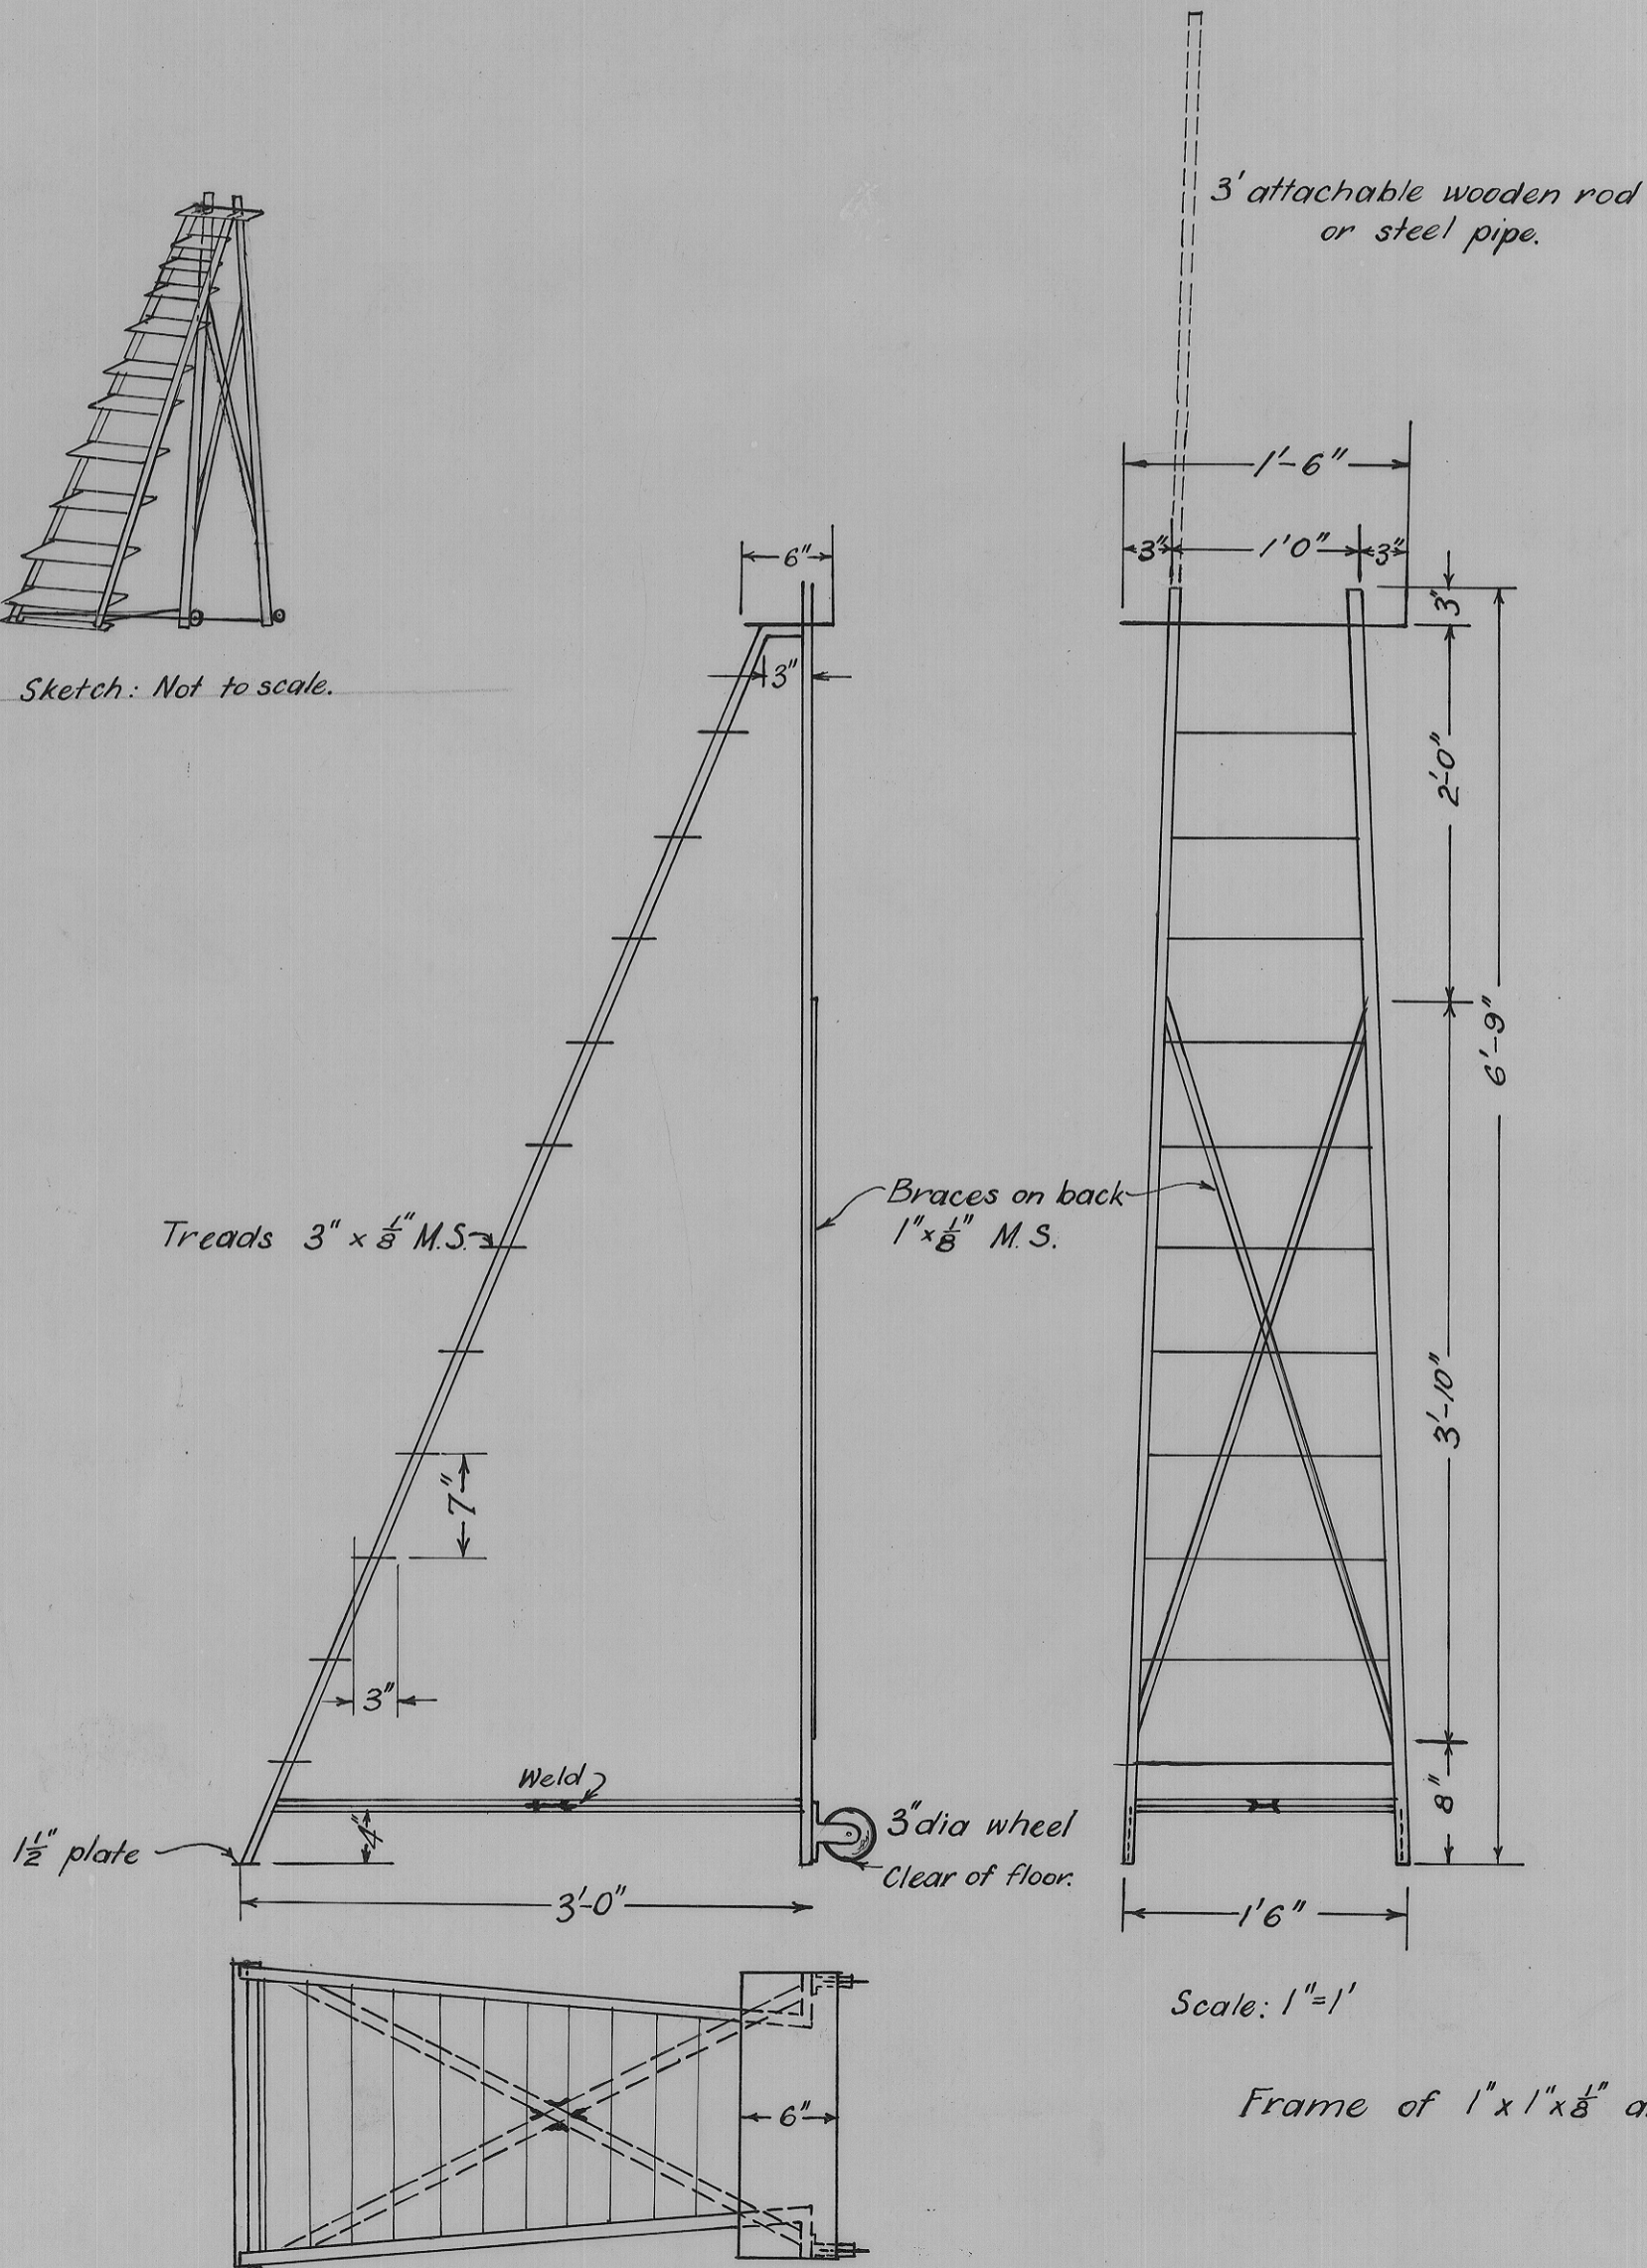 3' attachable wooden rod
or steel pipe.
1'-6"
3" 1'0" 3"
6"
3"
3"
Sketch: Not to scale.
2'-0"
6'-9"
Braces on back
1" x 1/8" M.S.
Treads 3" x 1/8" M.S.
3'-10"
7"
3"
Weld
8"
4"
3" dia wheel
1 1/2" plate
Clear of floor.
3'-0"
1'6"
Scale: 1"=1'
6"
Frame of 1" x 1" x 1/8"